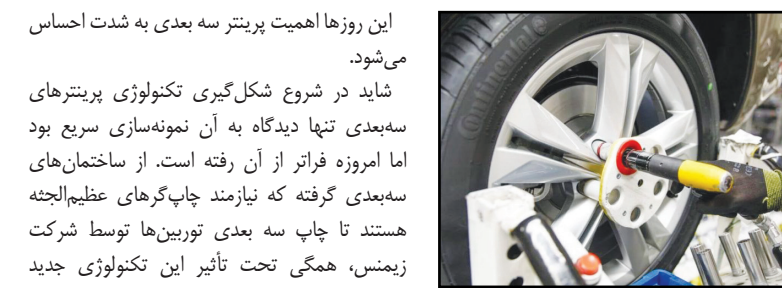 این روزها اهمیت پرینتر سه بعدی به شدت احساس
می‌شود.
شاید در شروع شکل‌گیری تکنولوژی پرینترهای
سه‌بعدی تنها دیدگاه به آن نمونه‌سازی سریع بود
اما امروزه فراتر از آن رفته است. از ساختمان‌های
سه‌بعدی گرفته که نیازمند چاپ‌گرهای عظیم‌الجثه
هستند تا چاپ سه بعدی توربین‌ها توسط شرکت
زیمنس، همگی تحت تأثیر این تکنولوژی جدید
Continental